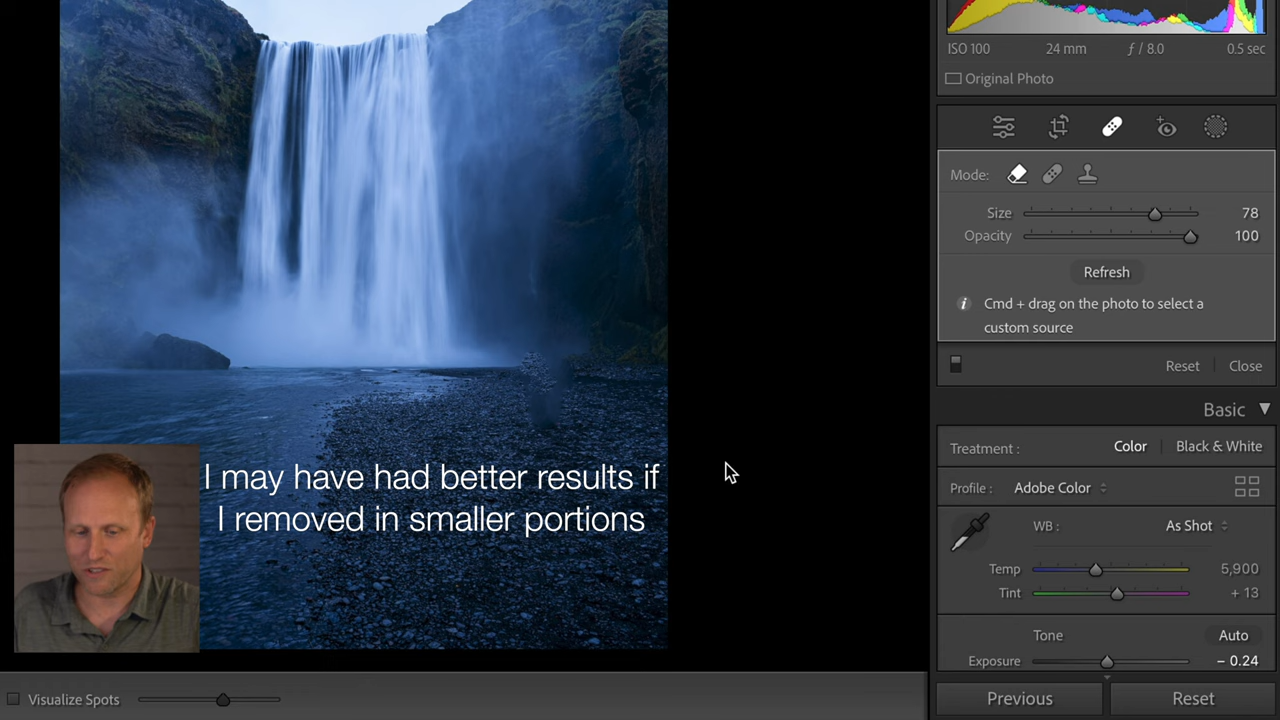 ISO 100 24 mm ƒ / 8.0 0.5 sec
Original Photo
Mode:
Size 78
Opacity 100
Refresh
Cmd + drag on the photo to select a
custom source
Reset Close
Basic
Treatment : Color Black & White
Profile : Adobe Color
WB : As Shot
Temp 5,900
Tint + 13
Tone Auto
Exposure – 0.24
Previous Reset
I may have had better results if
I removed in smaller portions
Visualize Spots